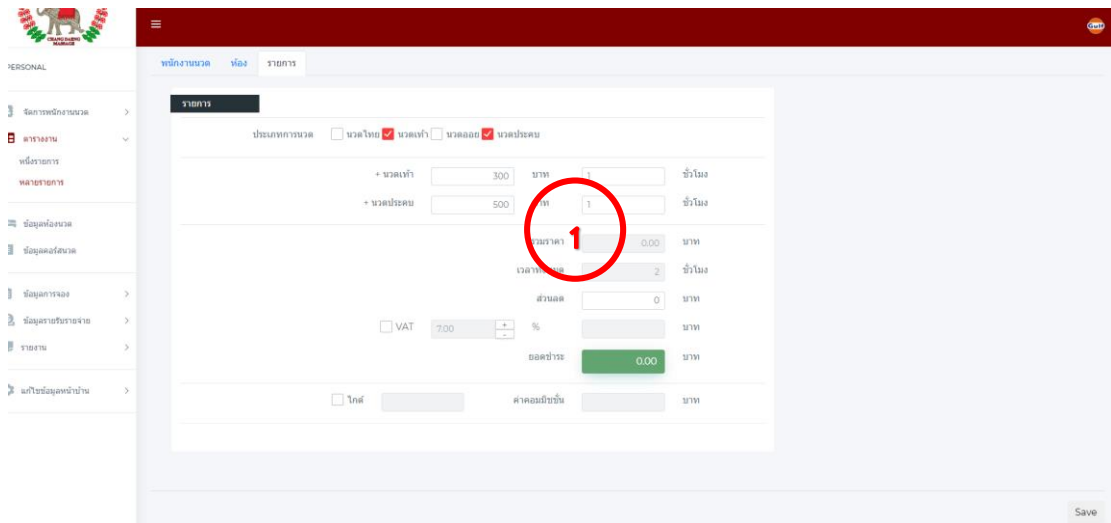 CHANG DAENG
MASSAGE
Gulf
PERSONAL
พนักงานนวด ห้อง รายการ
จัดการพนักงานนวด
ตารางงาน
หนึ่งรายการ
หลายรายการ
ข้อมูลห้องนวด
ข้อมูลคอร์สนวด
ข้อมูลการจอง
ข้อมูลรายรับรายจ่าย
รายงาน
แก้ไขข้อมูลหน้าบ้าน
รายการ
ประเภทการนวด นวดไทย นวดเท้า นวดออย นวดประคบ
+ นวดเท้า 300 บาท 1 ชั่วโมง
+ นวดประคบ 500 บาท 1 ชั่วโมง
1
รวมราคา 0.00 บาท
2 ชั่วโมง
ส่วนลด 0 บาท
VAT 7.00 + - % บาท
ยอดชำระ 0.00 บาท
ไกด์ ค่าคอมมิชชั่น บาท
Save